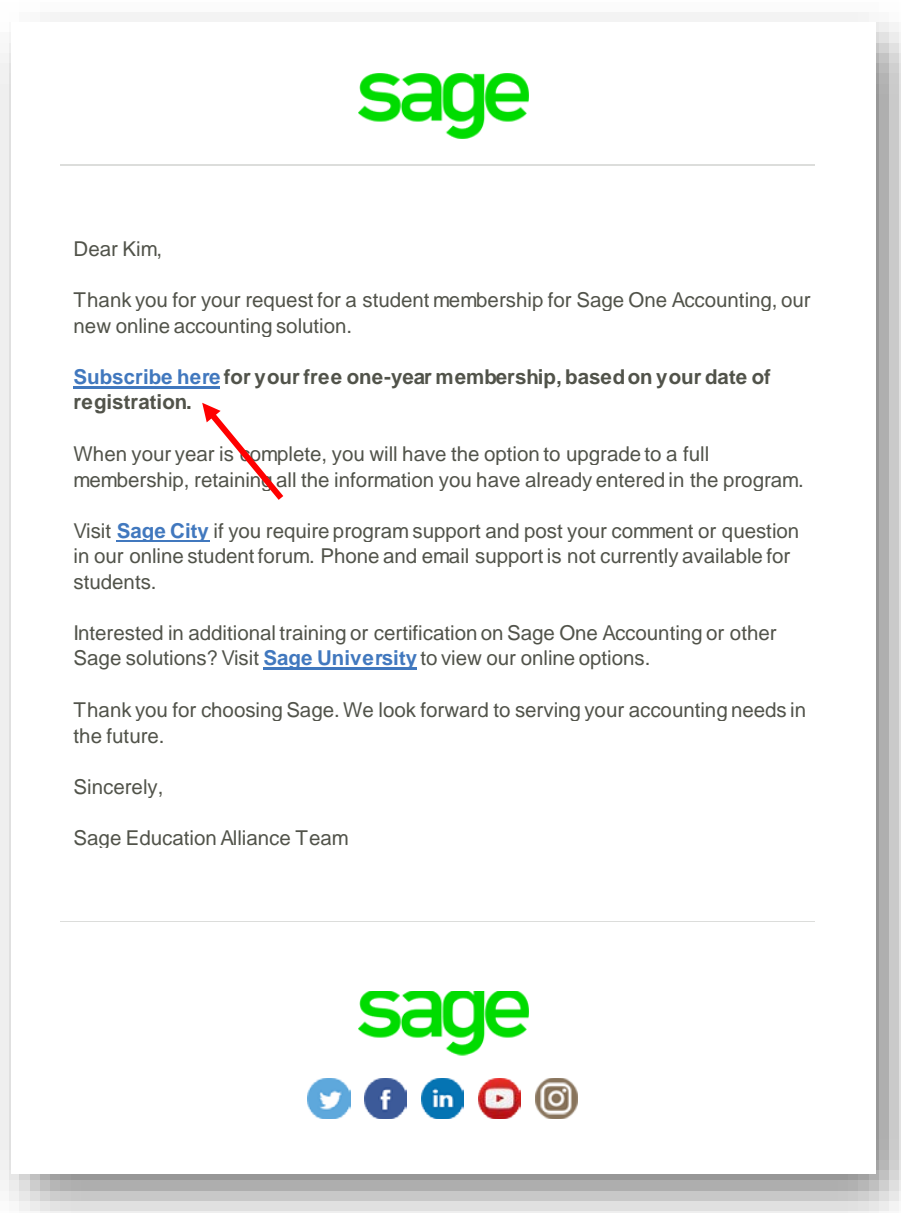 sage
Dear Kim,
Thank you for your request for a student membership for Sage One Accounting, our
new online accounting solution.
Subscribe here for your free one-year membership, based on your date of
registration.
When your year is complete, you will have the option to upgrade to a full
membership, retaining all the information you have already entered in the program.
Visit Sage City if you require program support and post your comment or question
in our online student forum. Phone and email support is not currently available for
students.
Interested in additional training or certification on Sage One Accounting or other
Sage solutions? Visit Sage University to view our online options.
Thank you for choosing Sage. We look forward to serving your accounting needs in
the future.
Sincerely,
Sage Education Alliance Team
sage
f in